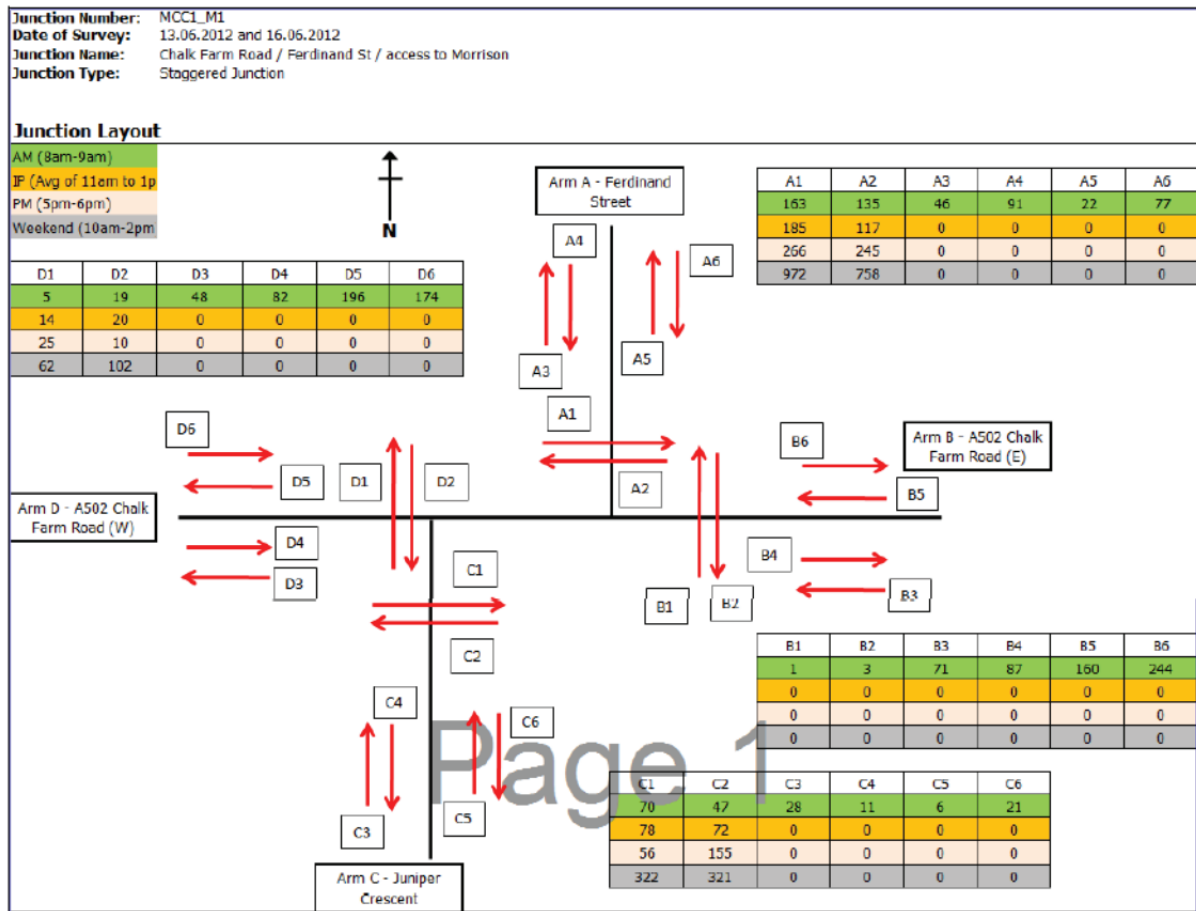 Junction Number: MCC1_M1
Date of Survey: 13.06.2012 and 16.06.2012
Junction Name: Chalk Farm Road / Ferdinand St / access to Morrison
Junction Type: Staggered Junction
Junction Layout
AM (8am-9am)
IP (Avg of 11am to 1p
PM (5pm-6pm)
Weekend (10am-2pm
N
Arm A - Ferdinand
Street
A1 A2 A3 A4 A5 A6
163 135 46 91 22 77
185 117 0 0 0 0
266 245 0 0 0 0
972 758 0 0 0 0
D1 D2 D3 D4 D5 D6
5 19 48 82 196 174
14 20 0 0 0 0
25 10 0 0 0 0
62 102 0 0 0 0
A4
A6
A3
A5
A1
D6
B6
Arm B - A502 Chalk
Farm Road (E)
D5
D1
D2
A2
B5
Arm D - A502 Chalk
Farm Road (W)
D4
B4
D3
C1
B1
B2
B3
C2
B1 B2 B3 B4 B5 B6
1 3 71 87 160 244
0 0 0 0 0 0
0 0 0 0 0 0
0 0 0 0 0 0
C4
C6
Page 1
C3
C5
C1 C2 C3 C4 C5 C6
70 47 28 11 6 21
78 72 0 0 0 0
56 155 0 0 0 0
322 321 0 0 0 0
Arm C - Juniper
Crescent